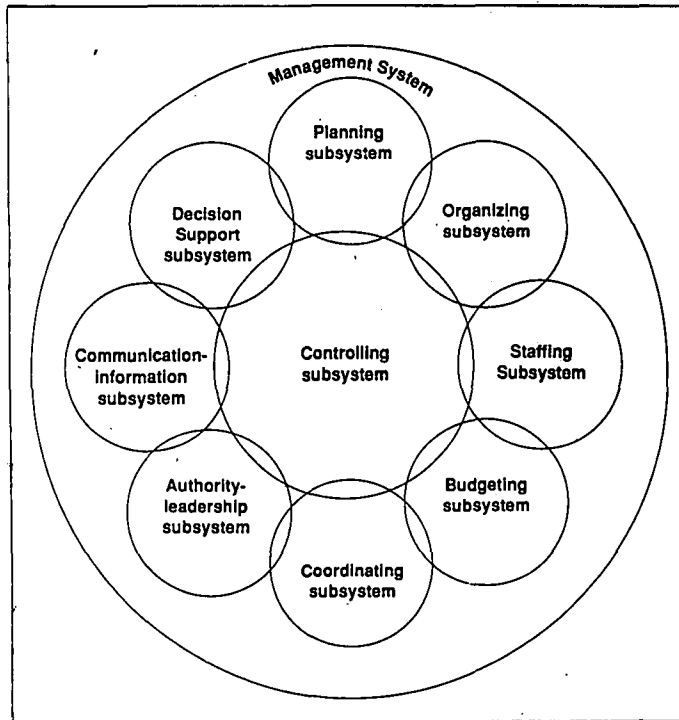 Management System
Planning
subsystem
Decision
Support
subsystem
Organizing
subsystem
Communication-
information
subsystem
Controlling
subsystem
Staffing
Subsystem
Authority-
leadership
subsystem
Budgeting
subsystem
Coordinating
subsystem